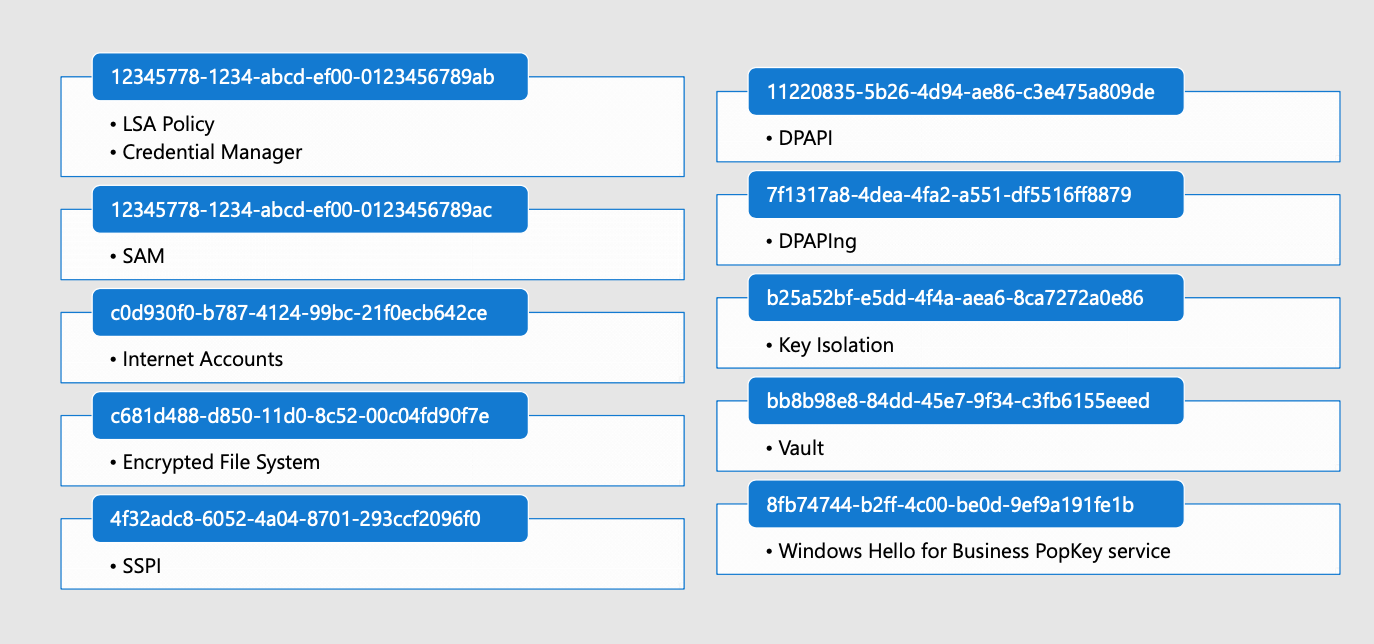 12345778-1234-abcd-ef00-0123456789ab
• LSA Policy
• Credential Manager
12345778-1234-abcd-ef00-0123456789ac
• SAM
c0d930f0-b787-4124-99bc-21f0ecb642ce
• Internet Accounts
c681d488-d850-11d0-8c52-00c04fd90f7e
• Encrypted File System
4f32adc8-6052-4a04-8701-293ccf2096f0
• SSPI
11220835-5b26-4d94-ae86-c3e475a809de
• DPAPI
7f1317a8-4dea-4fa2-a551-df5516ff8879
• DPAPIng
b25a52bf-e5dd-4f4a-aea6-8ca7272a0e86
• Key Isolation
bb8b98e8-84dd-45e7-9f34-c3fb6155eeed
• Vault
8fb74744-b2ff-4c00-be0d-9ef9a191fe1b
• Windows Hello for Business PopKey service